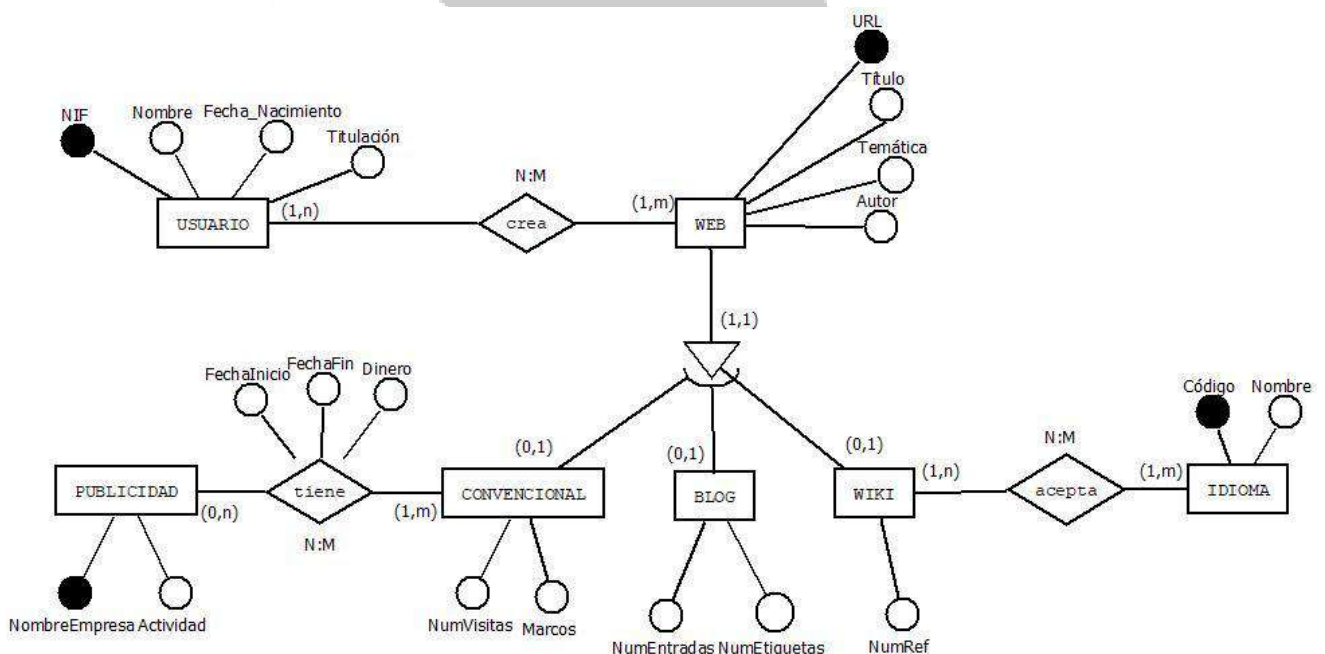 URL
Título
Temática
Autor
NIF
Nombre
Fecha_Nacimiento
Titulación
N:M
USUARIO
(1,n)
crea
(1,m)
WEB
(1,1)
FechaInicio
FechaFin
Dinero
Código
Nombre
(0,1)
(0,1)
(0,1)
N:M
PUBLICIDAD
(0,n)
tiene
(1,m)
CONVENCIONAL
BLOG
WIKI
(1,n)
acepta
(1,m)
IDIOMA
N:M
NombreEmpresa
Actividad
NumVisitas
Marcos
NumEntradas
NumEtiquetas
NumRef